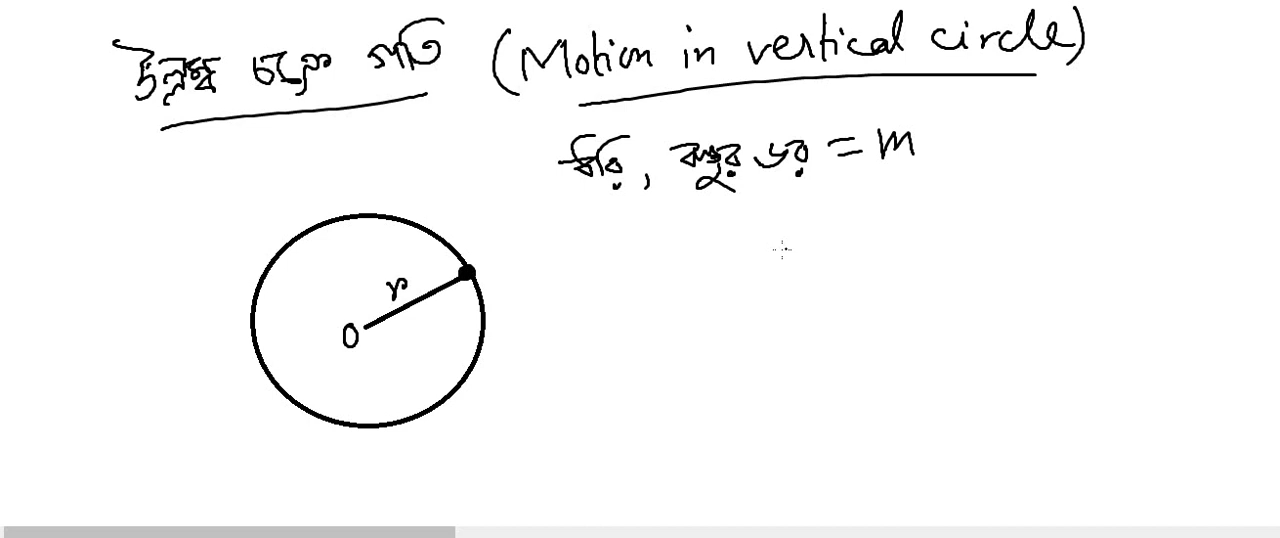 উল্লম্ব চক্রে গতি (Motion in vertical circle)
ধরি, বস্তুর ভর = m
r
O